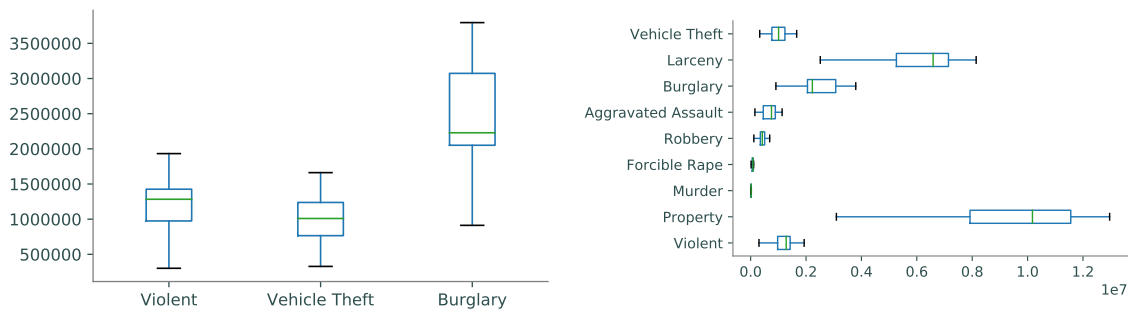 3500000
3000000
2500000
2000000
1500000
1000000
500000
Violent Vehicle Theft Burglary
Vehicle Theft
Larceny
Burglary
Aggravated Assault
Robbery
Forcible Rape
Murder
Property
Violent
0.0 0.2 0.4 0.6 0.8 1.0 1.2
1e7